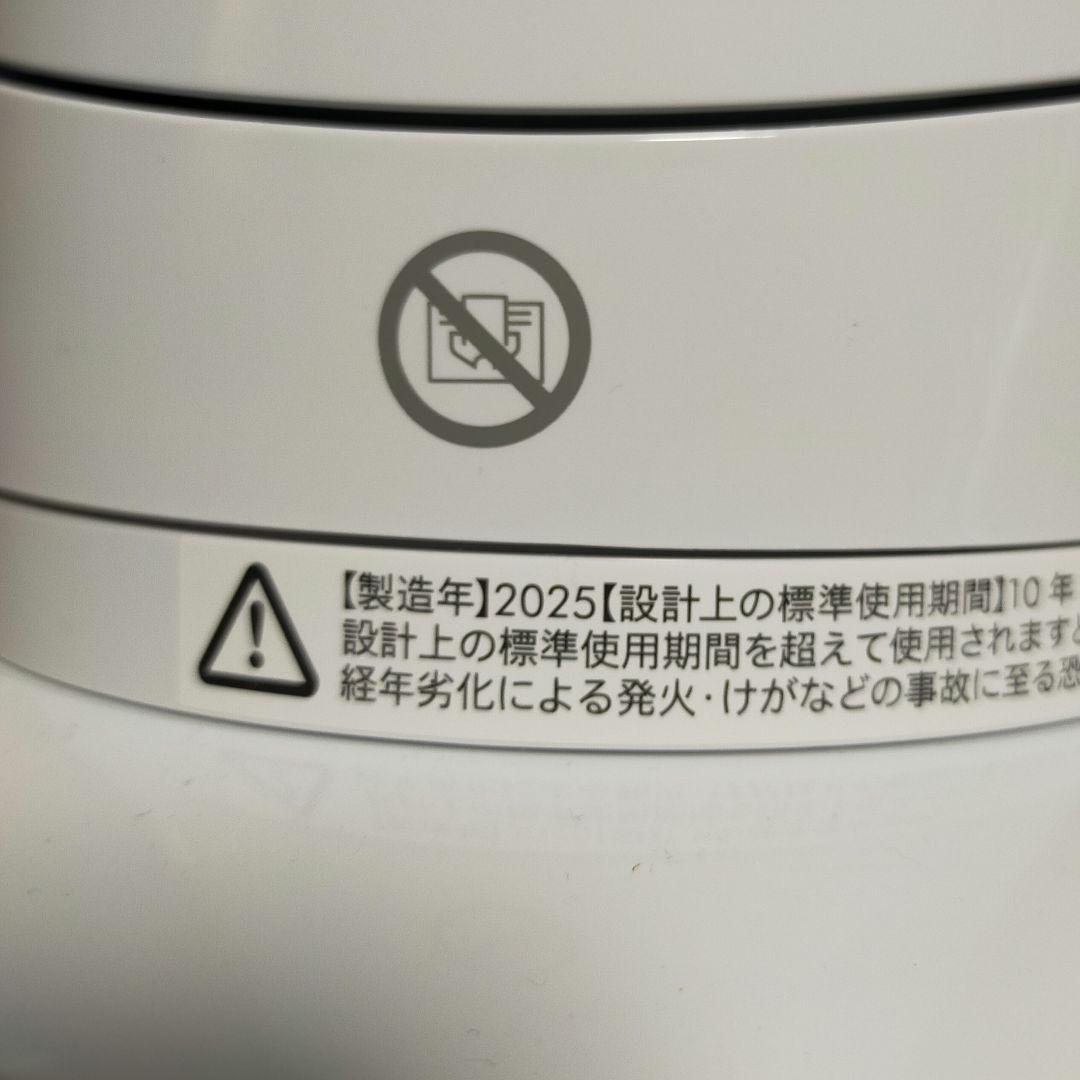 【製造年】2025【設計上の標準使用期間】10年
設計上の標準使用期間を超えて使用されますと
経年劣化による発火・けがなどの事故に至る恐